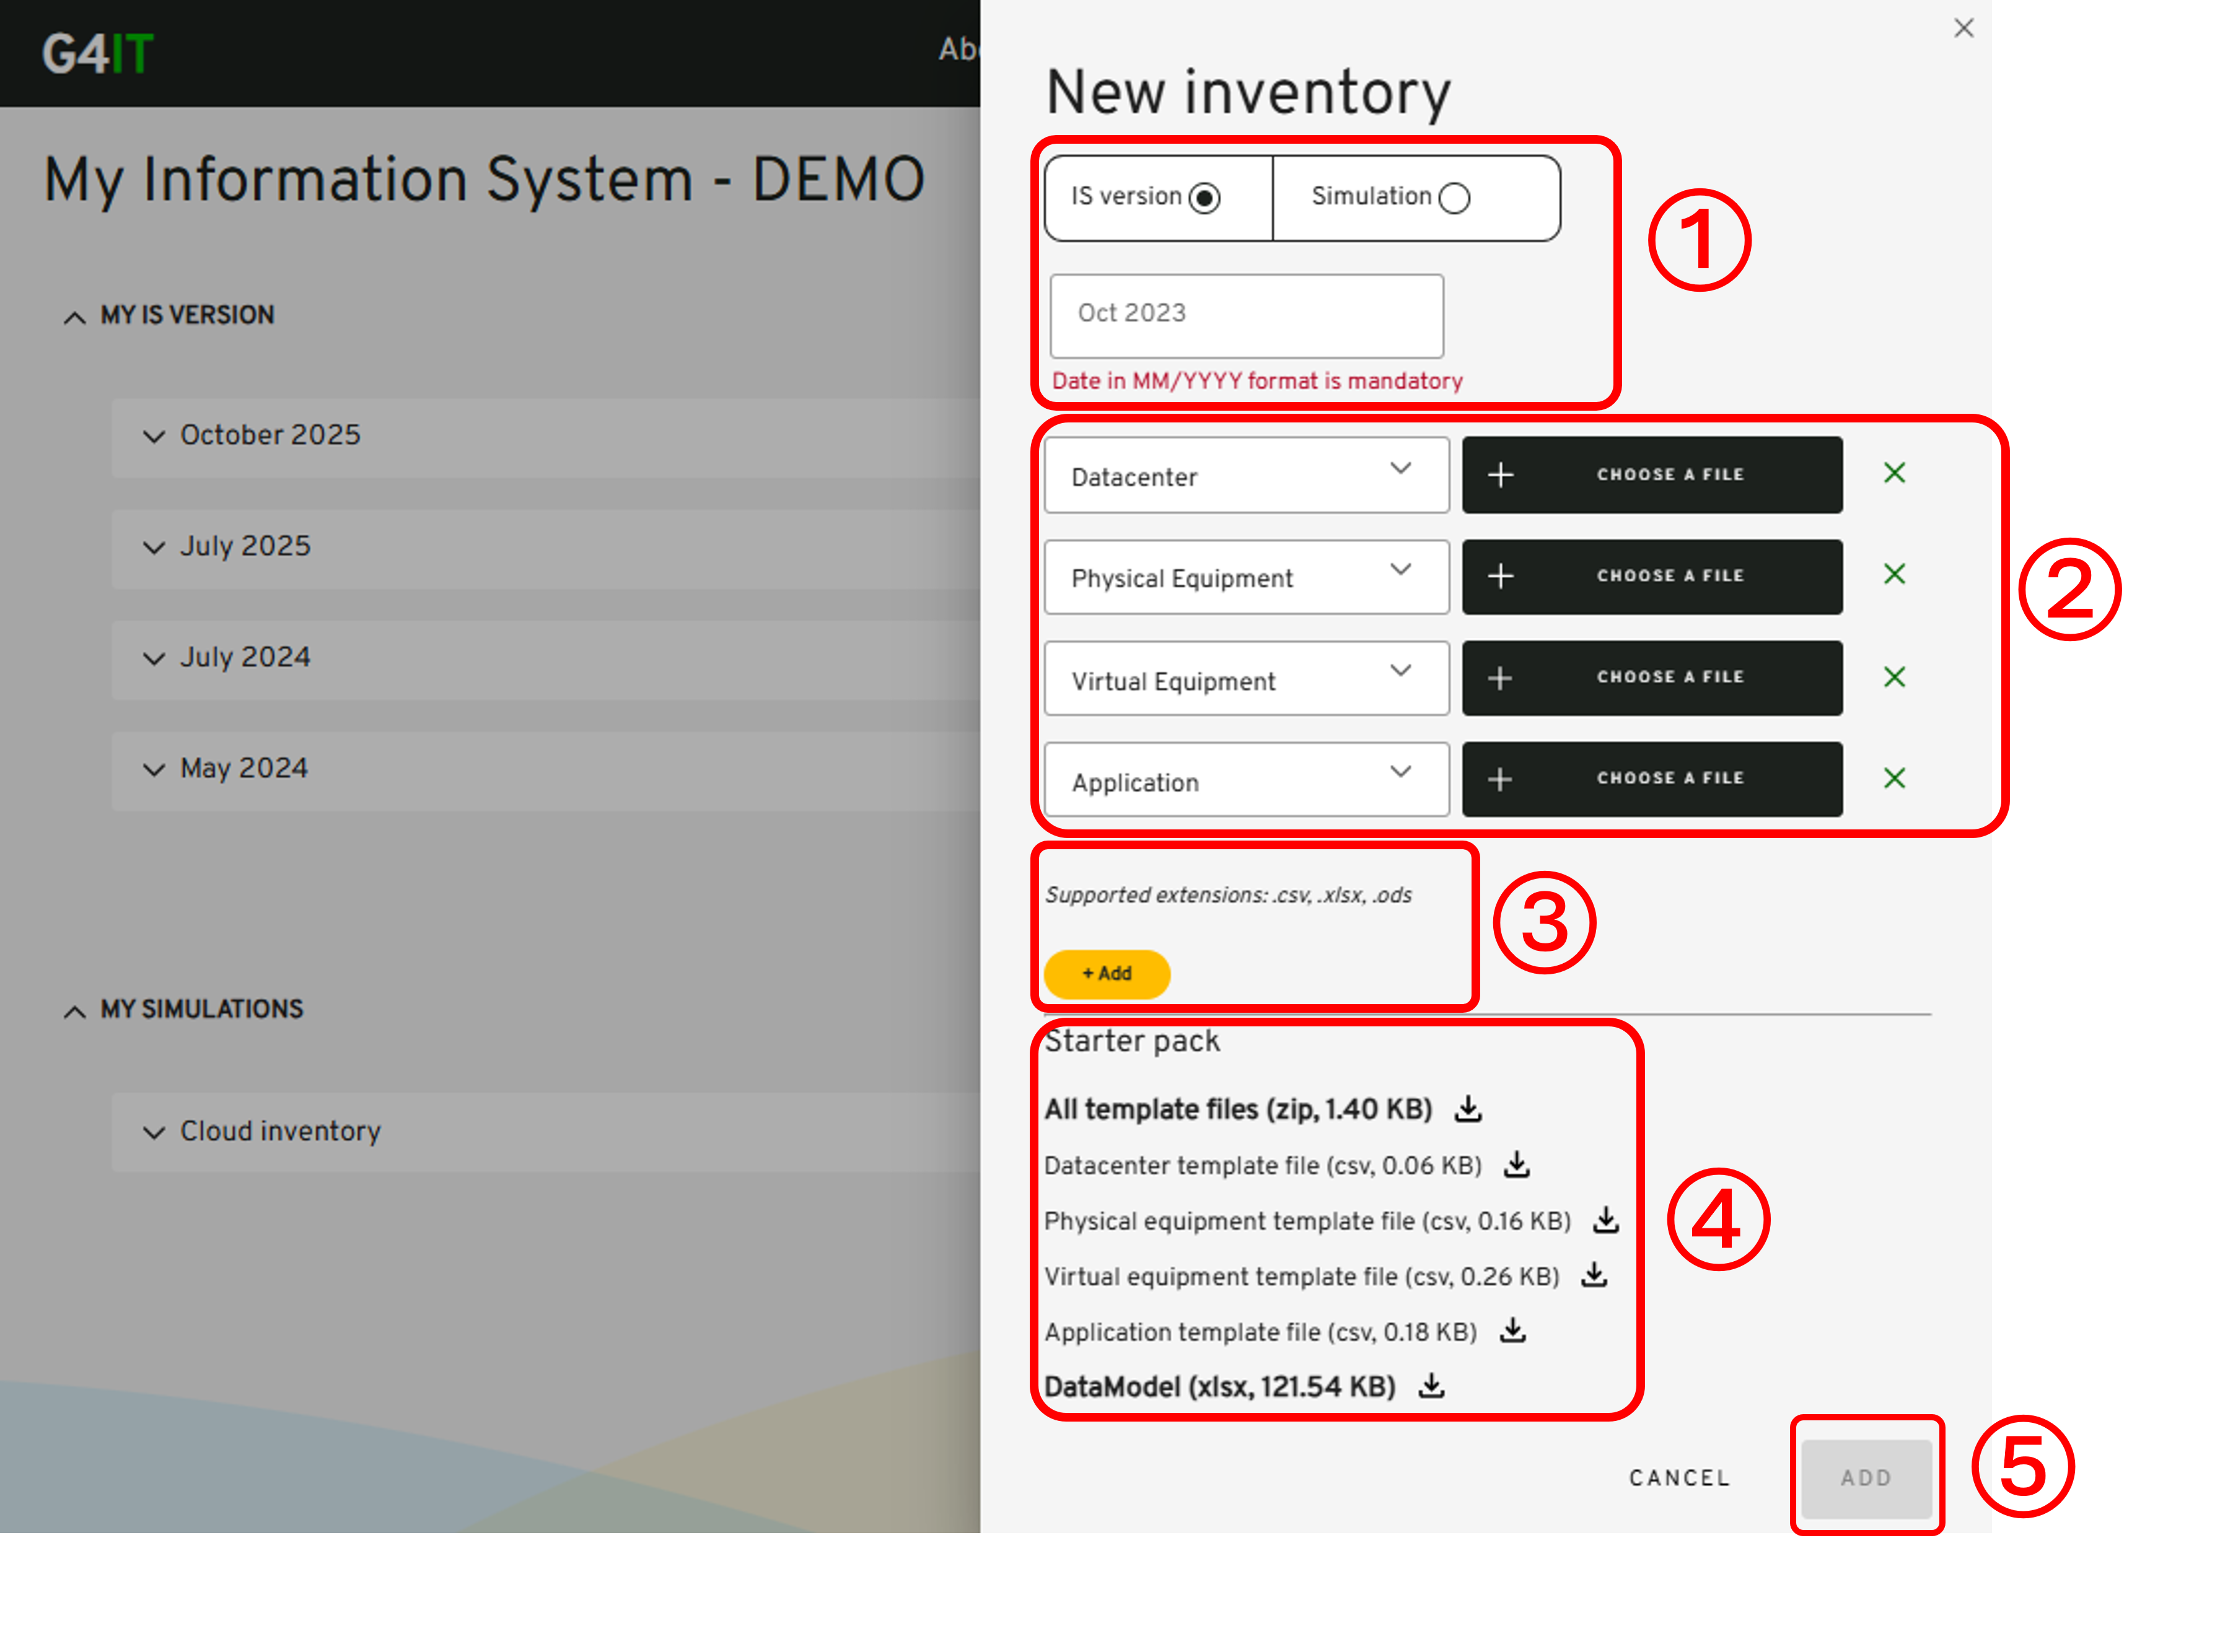 G4IT
Abo
My Information System - DEMO
MY IS VERSION
October 2025
July 2025
July 2024
May 2024
MY SIMULATIONS
Cloud inventory
New inventory
IS version
Simulation
①
Oct 2023
Date in MM/YYYY format is mandatory
Datacenter
CHOOSE A FILE
Physical Equipment
CHOOSE A FILE
②
Virtual Equipment
CHOOSE A FILE
Application
CHOOSE A FILE
Supported extensions: .csv, .xlsx, .ods
③
+ Add
Starter pack
All template files (zip, 1.40 KB)
Datacenter template file (csv, 0.06 KB)
Physical equipment template file (csv, 0.16 KB)
④
Virtual equipment template file (csv, 0.26 KB)
Application template file (csv, 0.18 KB)
DataModel (xlsx, 121.54 KB)
CANCEL
ADD
⑤